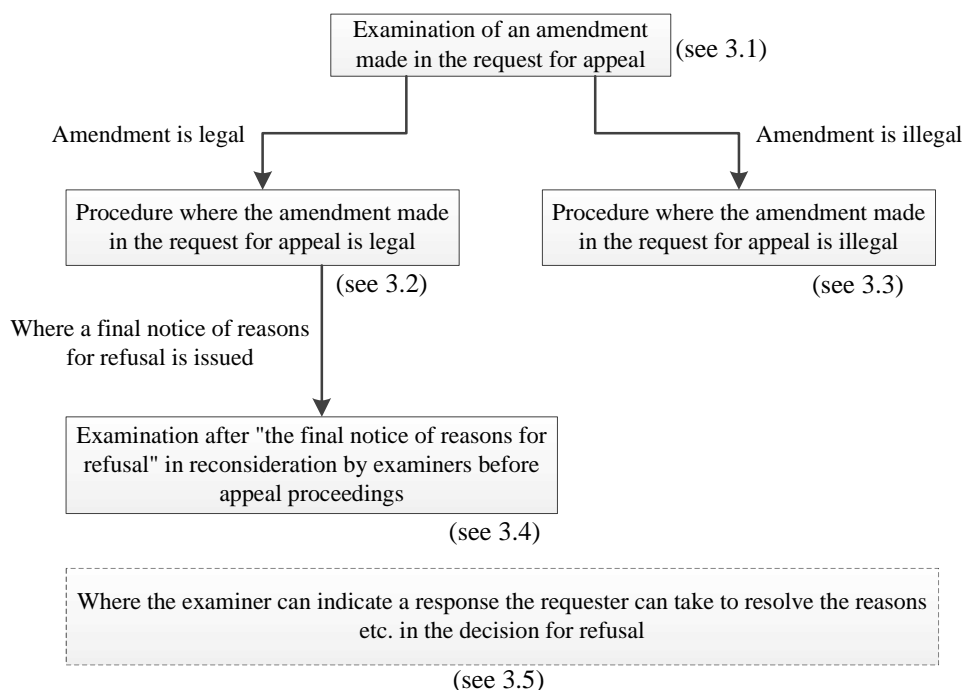 Examination of an amendment
made in the request for appeal
(see 3.1)
Amendment is legal
Amendment is illegal
Procedure where the amendment made
in the request for appeal is legal
(see 3.2)
Procedure where the amendment made
in the request for appeal is illegal
(see 3.3)
Where a final notice of reasons
for refusal is issued
Examination after "the final notice of reasons for
refusal" in reconsideration by examiners before
appeal proceedings
(see 3.4)
Where the examiner can indicate a response the requester can take to resolve the reasons
etc. in the decision for refusal
(see 3.5)